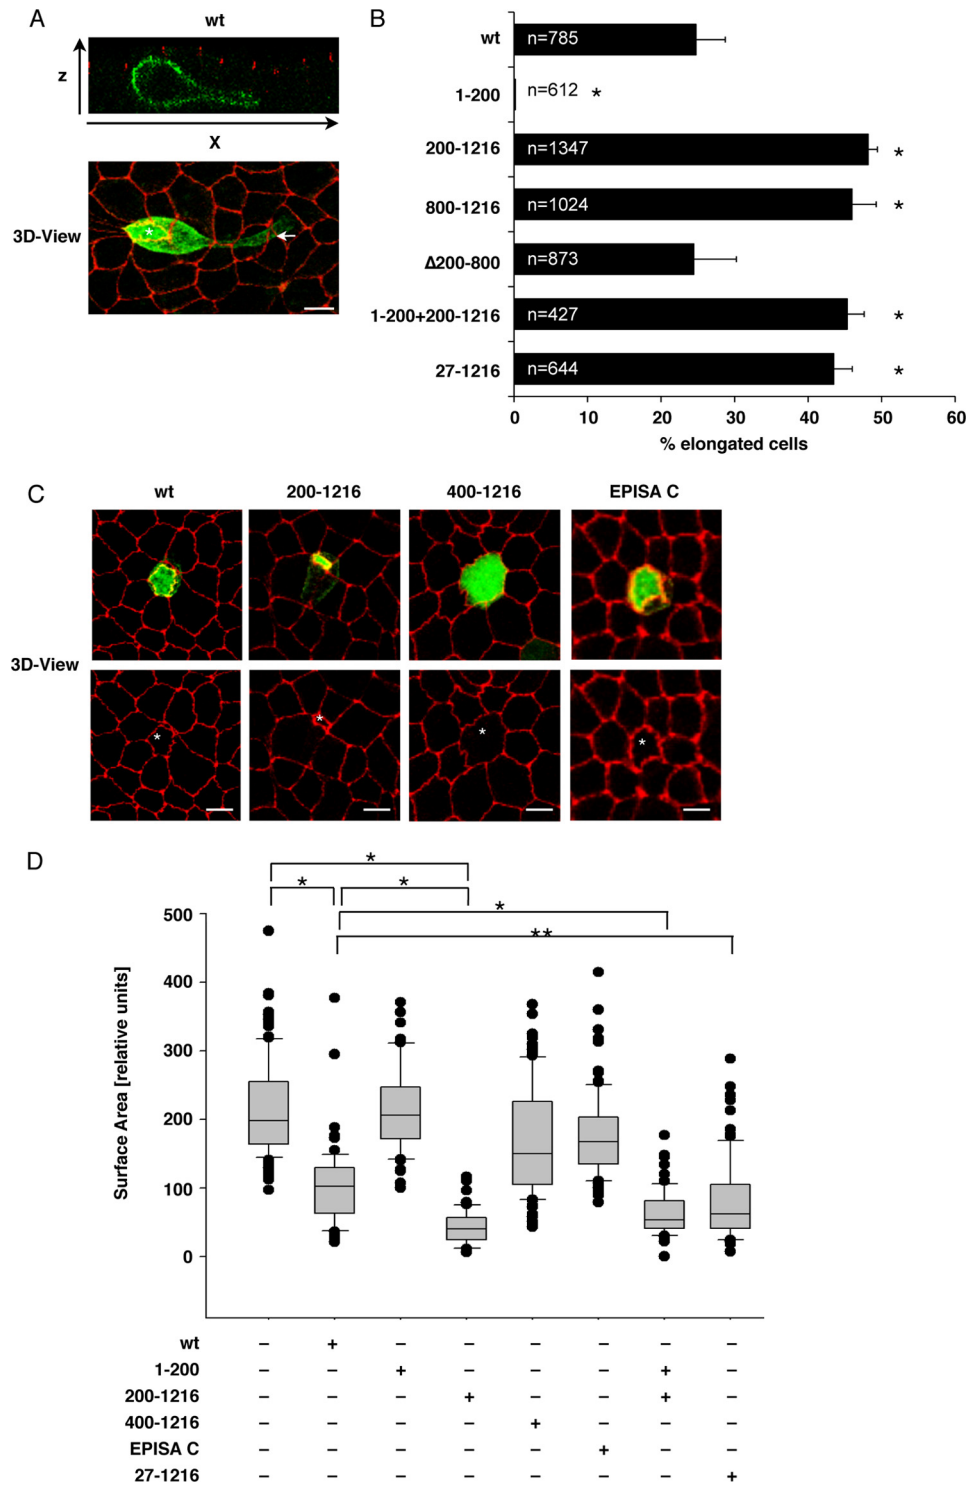 A
wt
z
X
3D-View
*
B
wt
n=785
1-200
n=612 *
200-1216
n=1347
*
800-1216
n=1024
*
Δ200-800
n=873
1-200+200-1216
n=427
*
27-1216
n=644
*
0 10 20 30 40 50 60
% elongated cells
C
wt 200-1216 400-1216 EPISA C
3D-View
* * * *
D
*
* *
*
**
Surface Area [relative units]
500
400
300
200
100
0
wt – + – – – – – –
1-200 – – + – – – + –
200-1216 – – – + – – + –
400-1216 – – – – + – – –
EPISA C – – – – – + – –
27-1216 – – – – – – – +